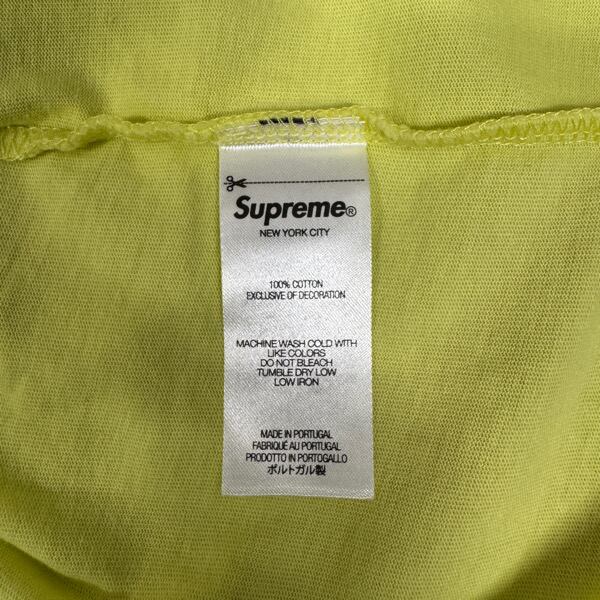 Supreme®
NEW YORK CITY
100% COTTON
EXCLUSIVE OF DECORATION
MACHINE WASH COLD WITH
LIKE COLORS
DO NOT BLEACH
TUMBLE DRY LOW
LOW IRON
MADE IN PORTUGAL
FABRIQUÉ AU PORTUGAL
PRODOTTO IN PORTOGALLO
ポルトガル製